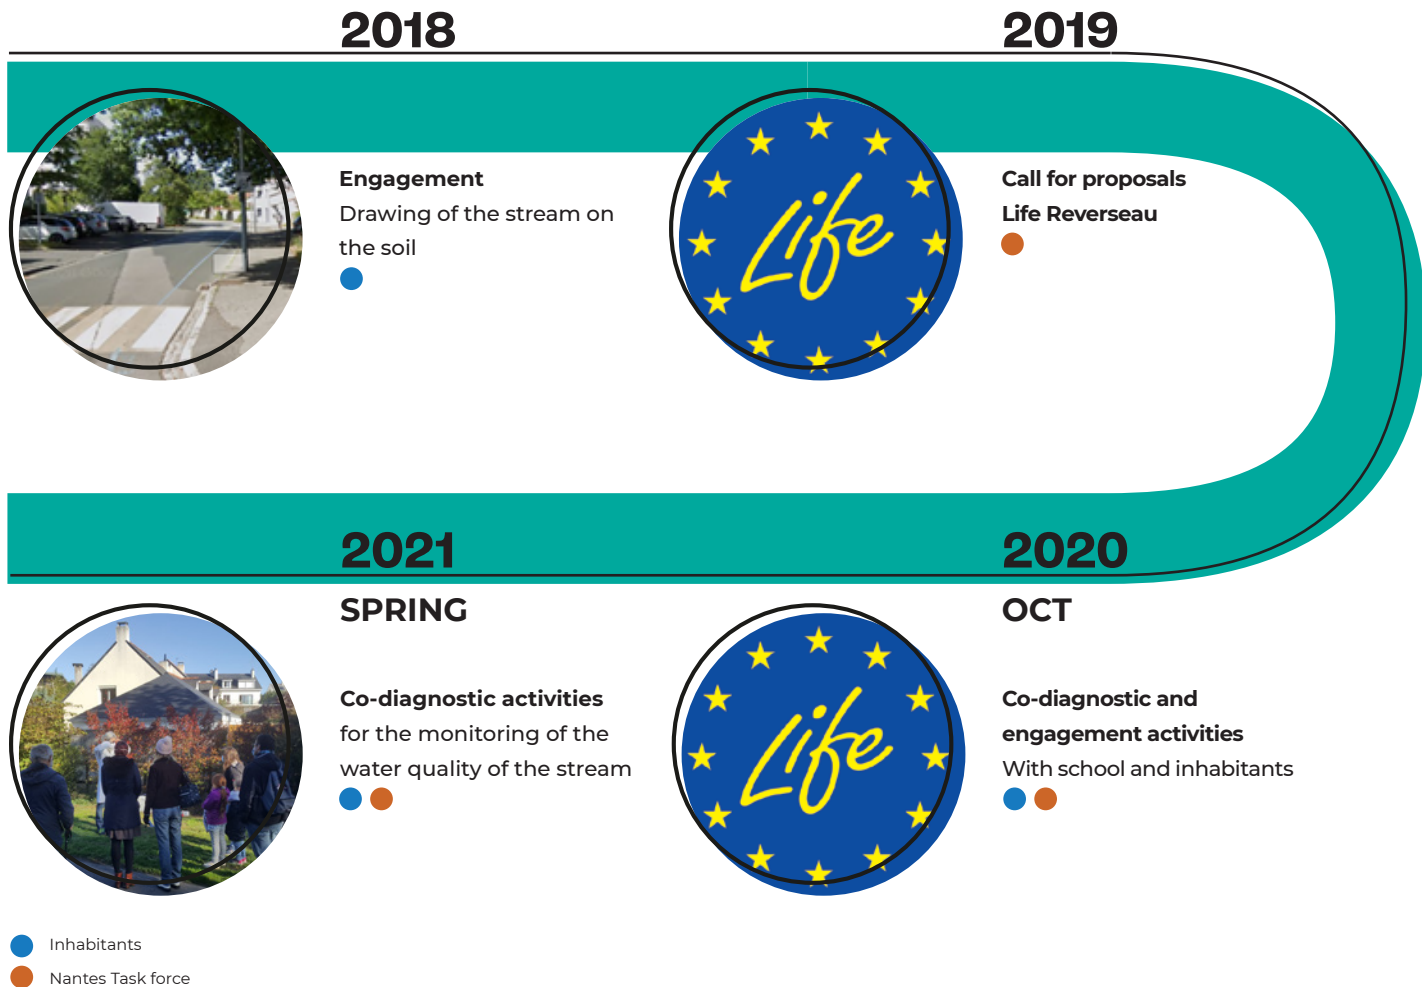 2018
Engagement
Drawing of the stream on
the soil
Life
2019
Call for proposals
Life Reverseau
2021
SPRING
Co-diagnostic activities
for the monitoring of the
water quality of the stream
Life
2020
OCT
Co-diagnostic and
engagement activities
With school and inhabitants
Inhabitants
Nantes Task force